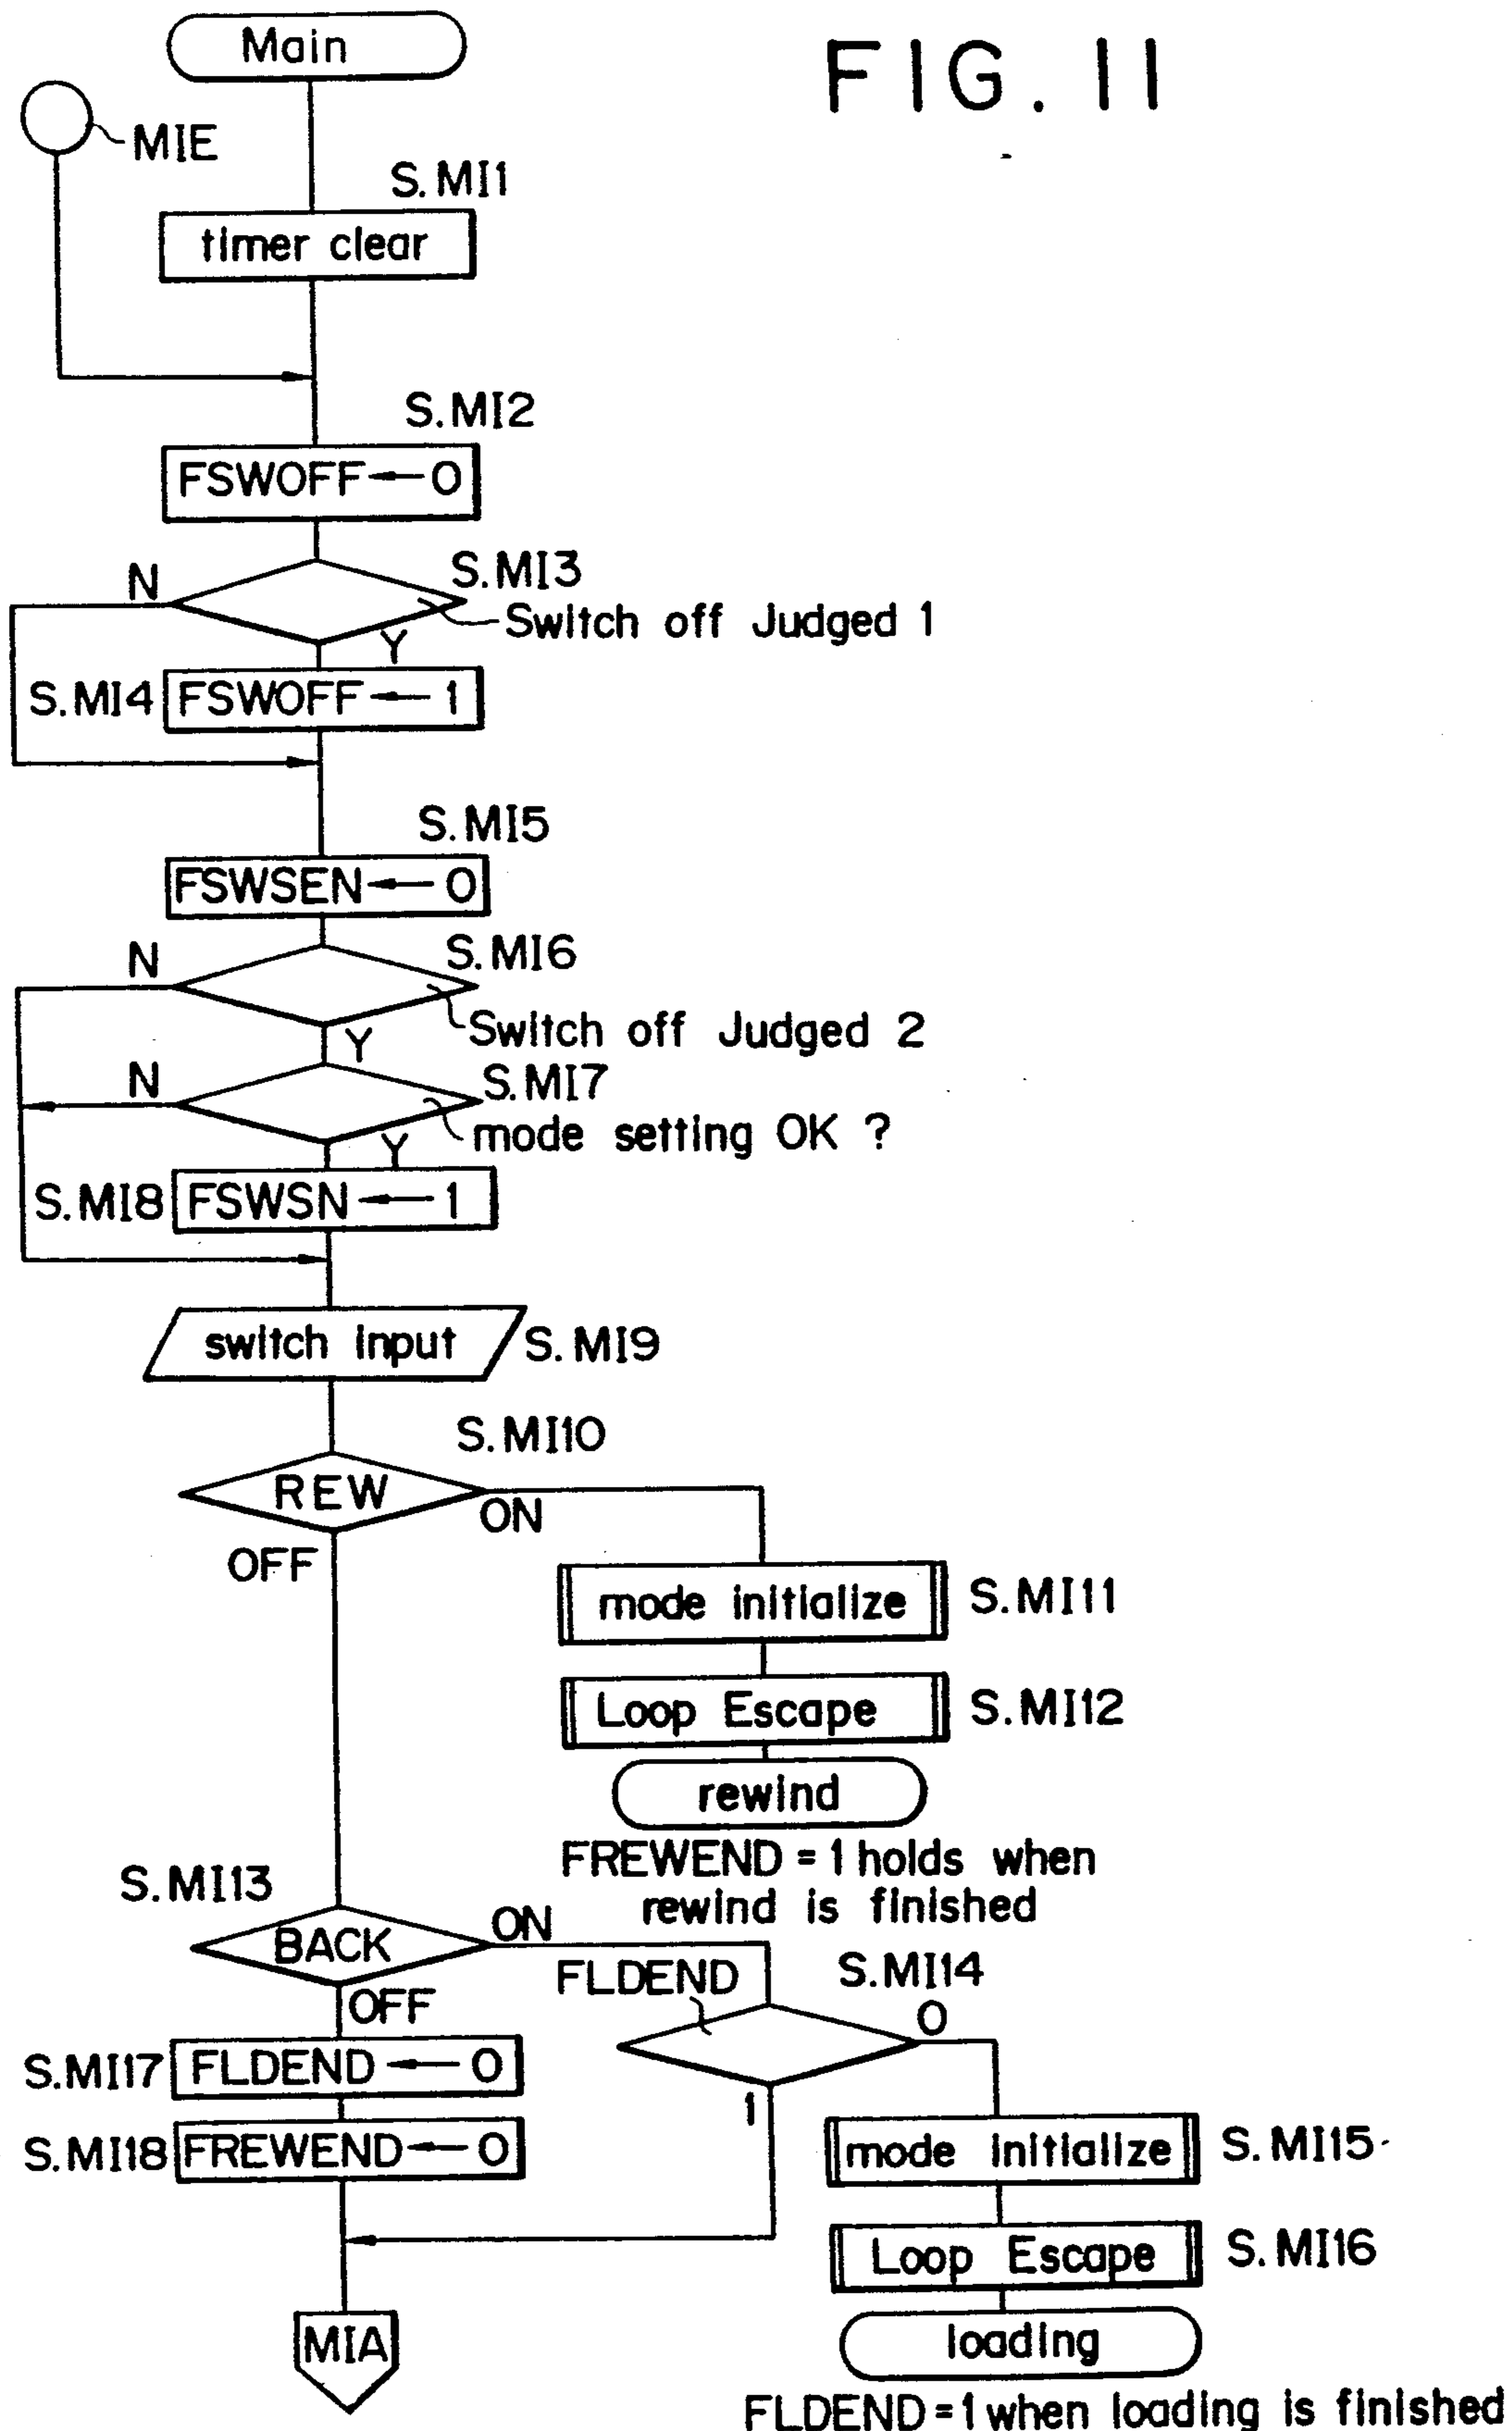 FIG. 11
Main
MIE
S.MI1
timer clear
S.MI2
FSWOFF←0
N
S.MI3
Switch off Judged 1
Y
S.MI4
FSWOFF←1
S.MI5
FSWSEN←0
N
S.MI6
Switch off Judged 2
Y
N
S.MI7
mode setting OK ?
Y
S.MI8
FSWSN←1
switch input
S.MI9
S.MI10
REW
ON
OFF
mode initialize
S.MI11
Loop Escape
S.MI12
rewind
FREWEND=1 holds when
rewind is finished
S.MI13
BACK
ON
OFF
FLDEND
S.MI14
0
1
S.MI17
FLDEND←0
S.MI18
FREWEND←0
mode initialize
S.MI15
Loop Escape
S.MI16
loading
FLDEND=1 when loading is finished
MIA